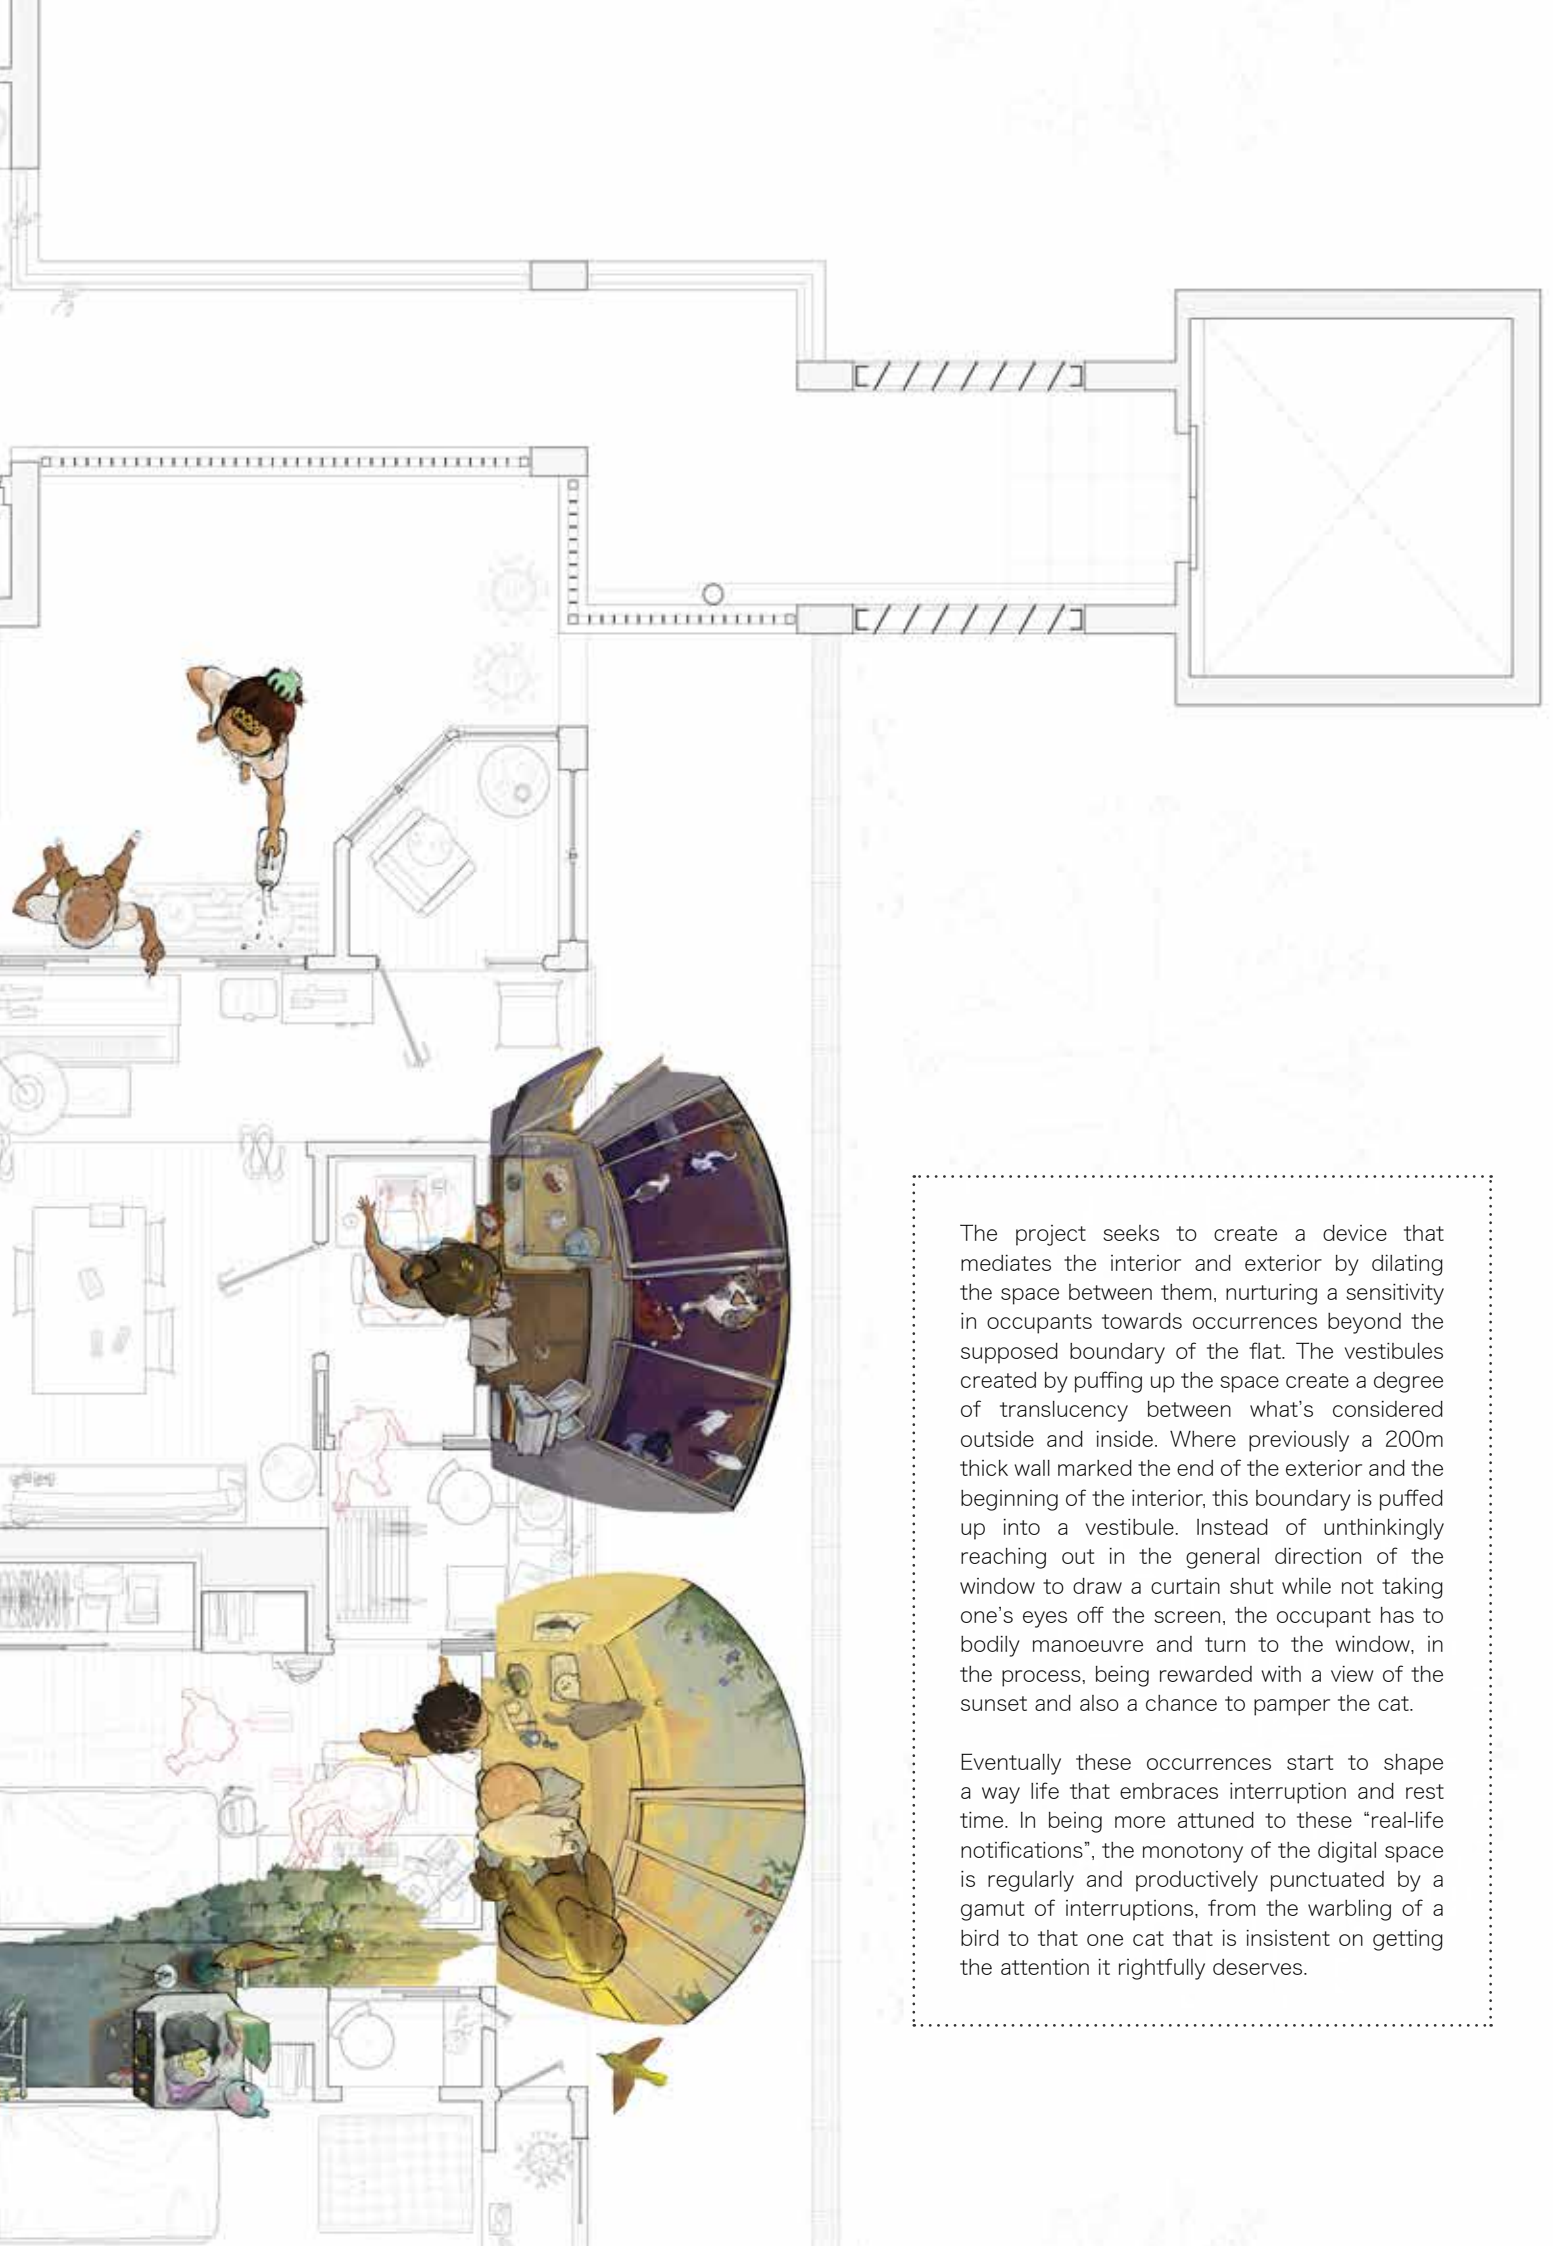 The project seeks to create a device that
mediates the interior and exterior by dilating
the space between them, nurturing a sensitivity
in occupants towards occurrences beyond the
supposed boundary of the flat. The vestibules
created by puffing up the space create a degree
of translucency between what's considered
outside and inside. Where previously a 200m
thick wall marked the end of the exterior and the
beginning of the interior, this boundary is puffed
up into a vestibule. Instead of unthinkingly
reaching out in the general direction of the
window to draw a curtain shut while not taking
one's eyes off the screen, the occupant has to
bodily manoeuvre and turn to the window, in
the process, being rewarded with a view of the
sunset and also a chance to pamper the cat.
Eventually these occurrences start to shape
a way life that embraces interruption and rest
time. In being more attuned to these “real-life
notifications”, the monotony of the digital space
is regularly and productively punctuated by a
gamut of interruptions, from the warbling of a
bird to that one cat that is insistent on getting
the attention it rightfully deserves.